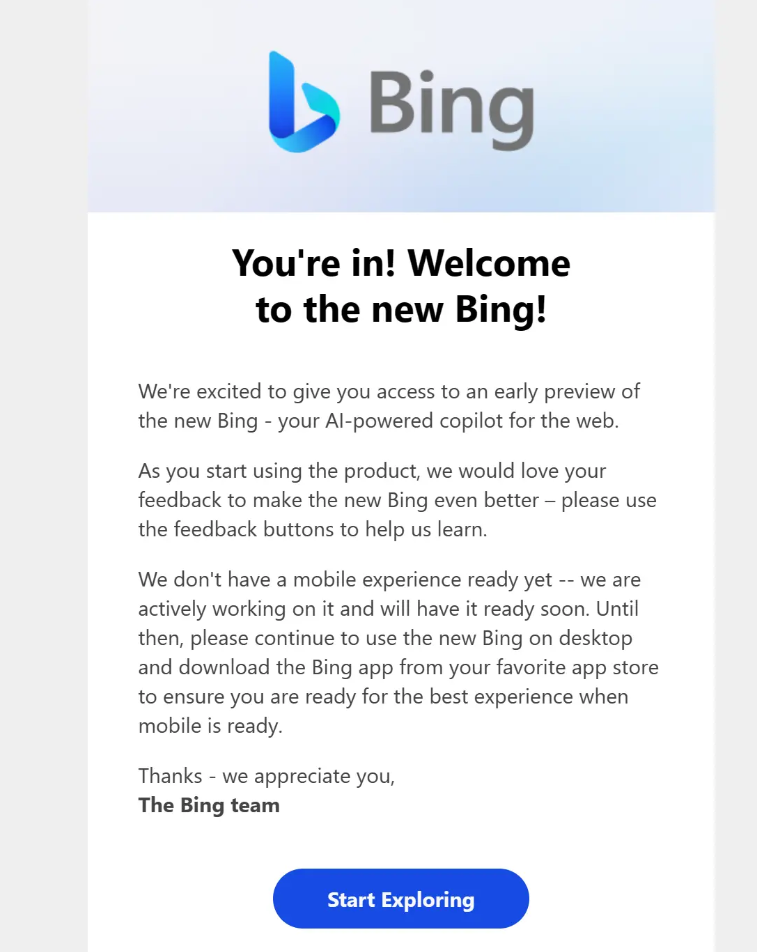 Bing
You're in! Welcome
to the new Bing!
We're excited to give you access to an early preview of
the new Bing - your AI-powered copilot for the web.
As you start using the product, we would love your
feedback to make the new Bing even better – please use
the feedback buttons to help us learn.
We don't have a mobile experience ready yet -- we are
actively working on it and will have it ready soon. Until
then, please continue to use the new Bing on desktop
and download the Bing app from your favorite app store
to ensure you are ready for the best experience when
mobile is ready.
Thanks - we appreciate you,
The Bing team
Start Exploring